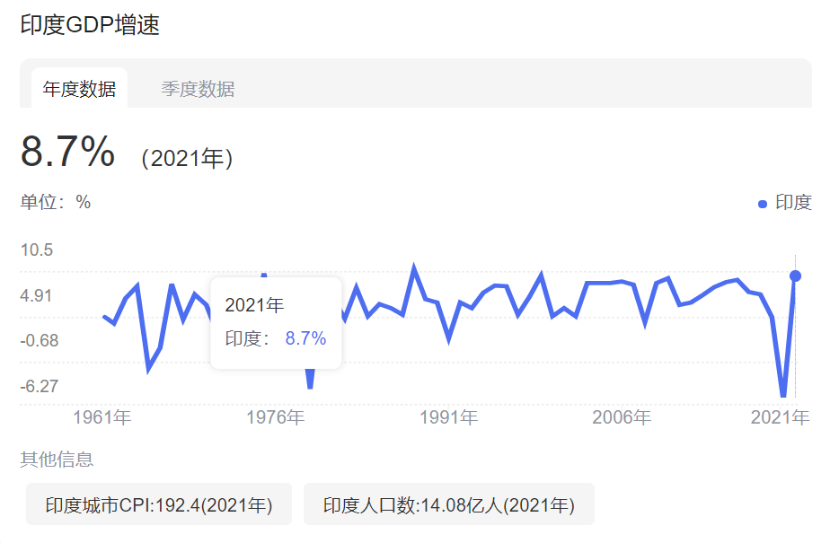 印度GDP增速
年度数据 季度数据
8.7% (2021年)
单位：% 印度
10.5
4.91
-0.68
-6.27
2021年
印度： 8.7%
1961年 1976年 1991年 2006年 2021年
其他信息
印度城市CPI:192.4(2021年) 印度人口数:14.08亿人(2021年)